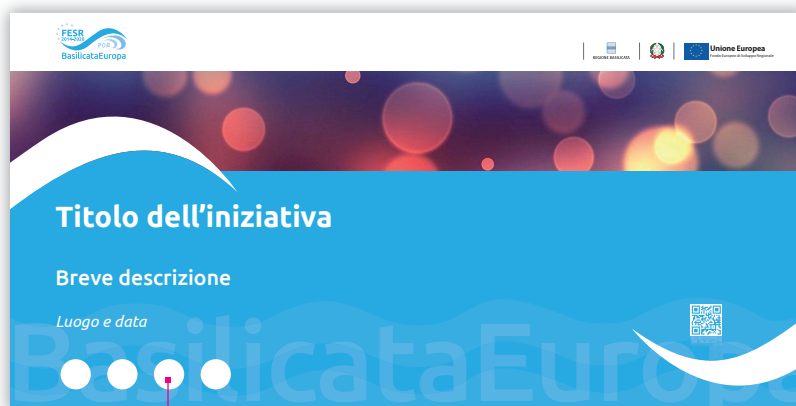 FESR
2014-2020
PO
BasilicataEuropa
REGIONE BASILICATA
Unione Europea
Fondo Europeo di Sviluppo Regionale
Titolo dell'iniziativa
Breve descrizione
Luogo e data
BasilicataEuropa